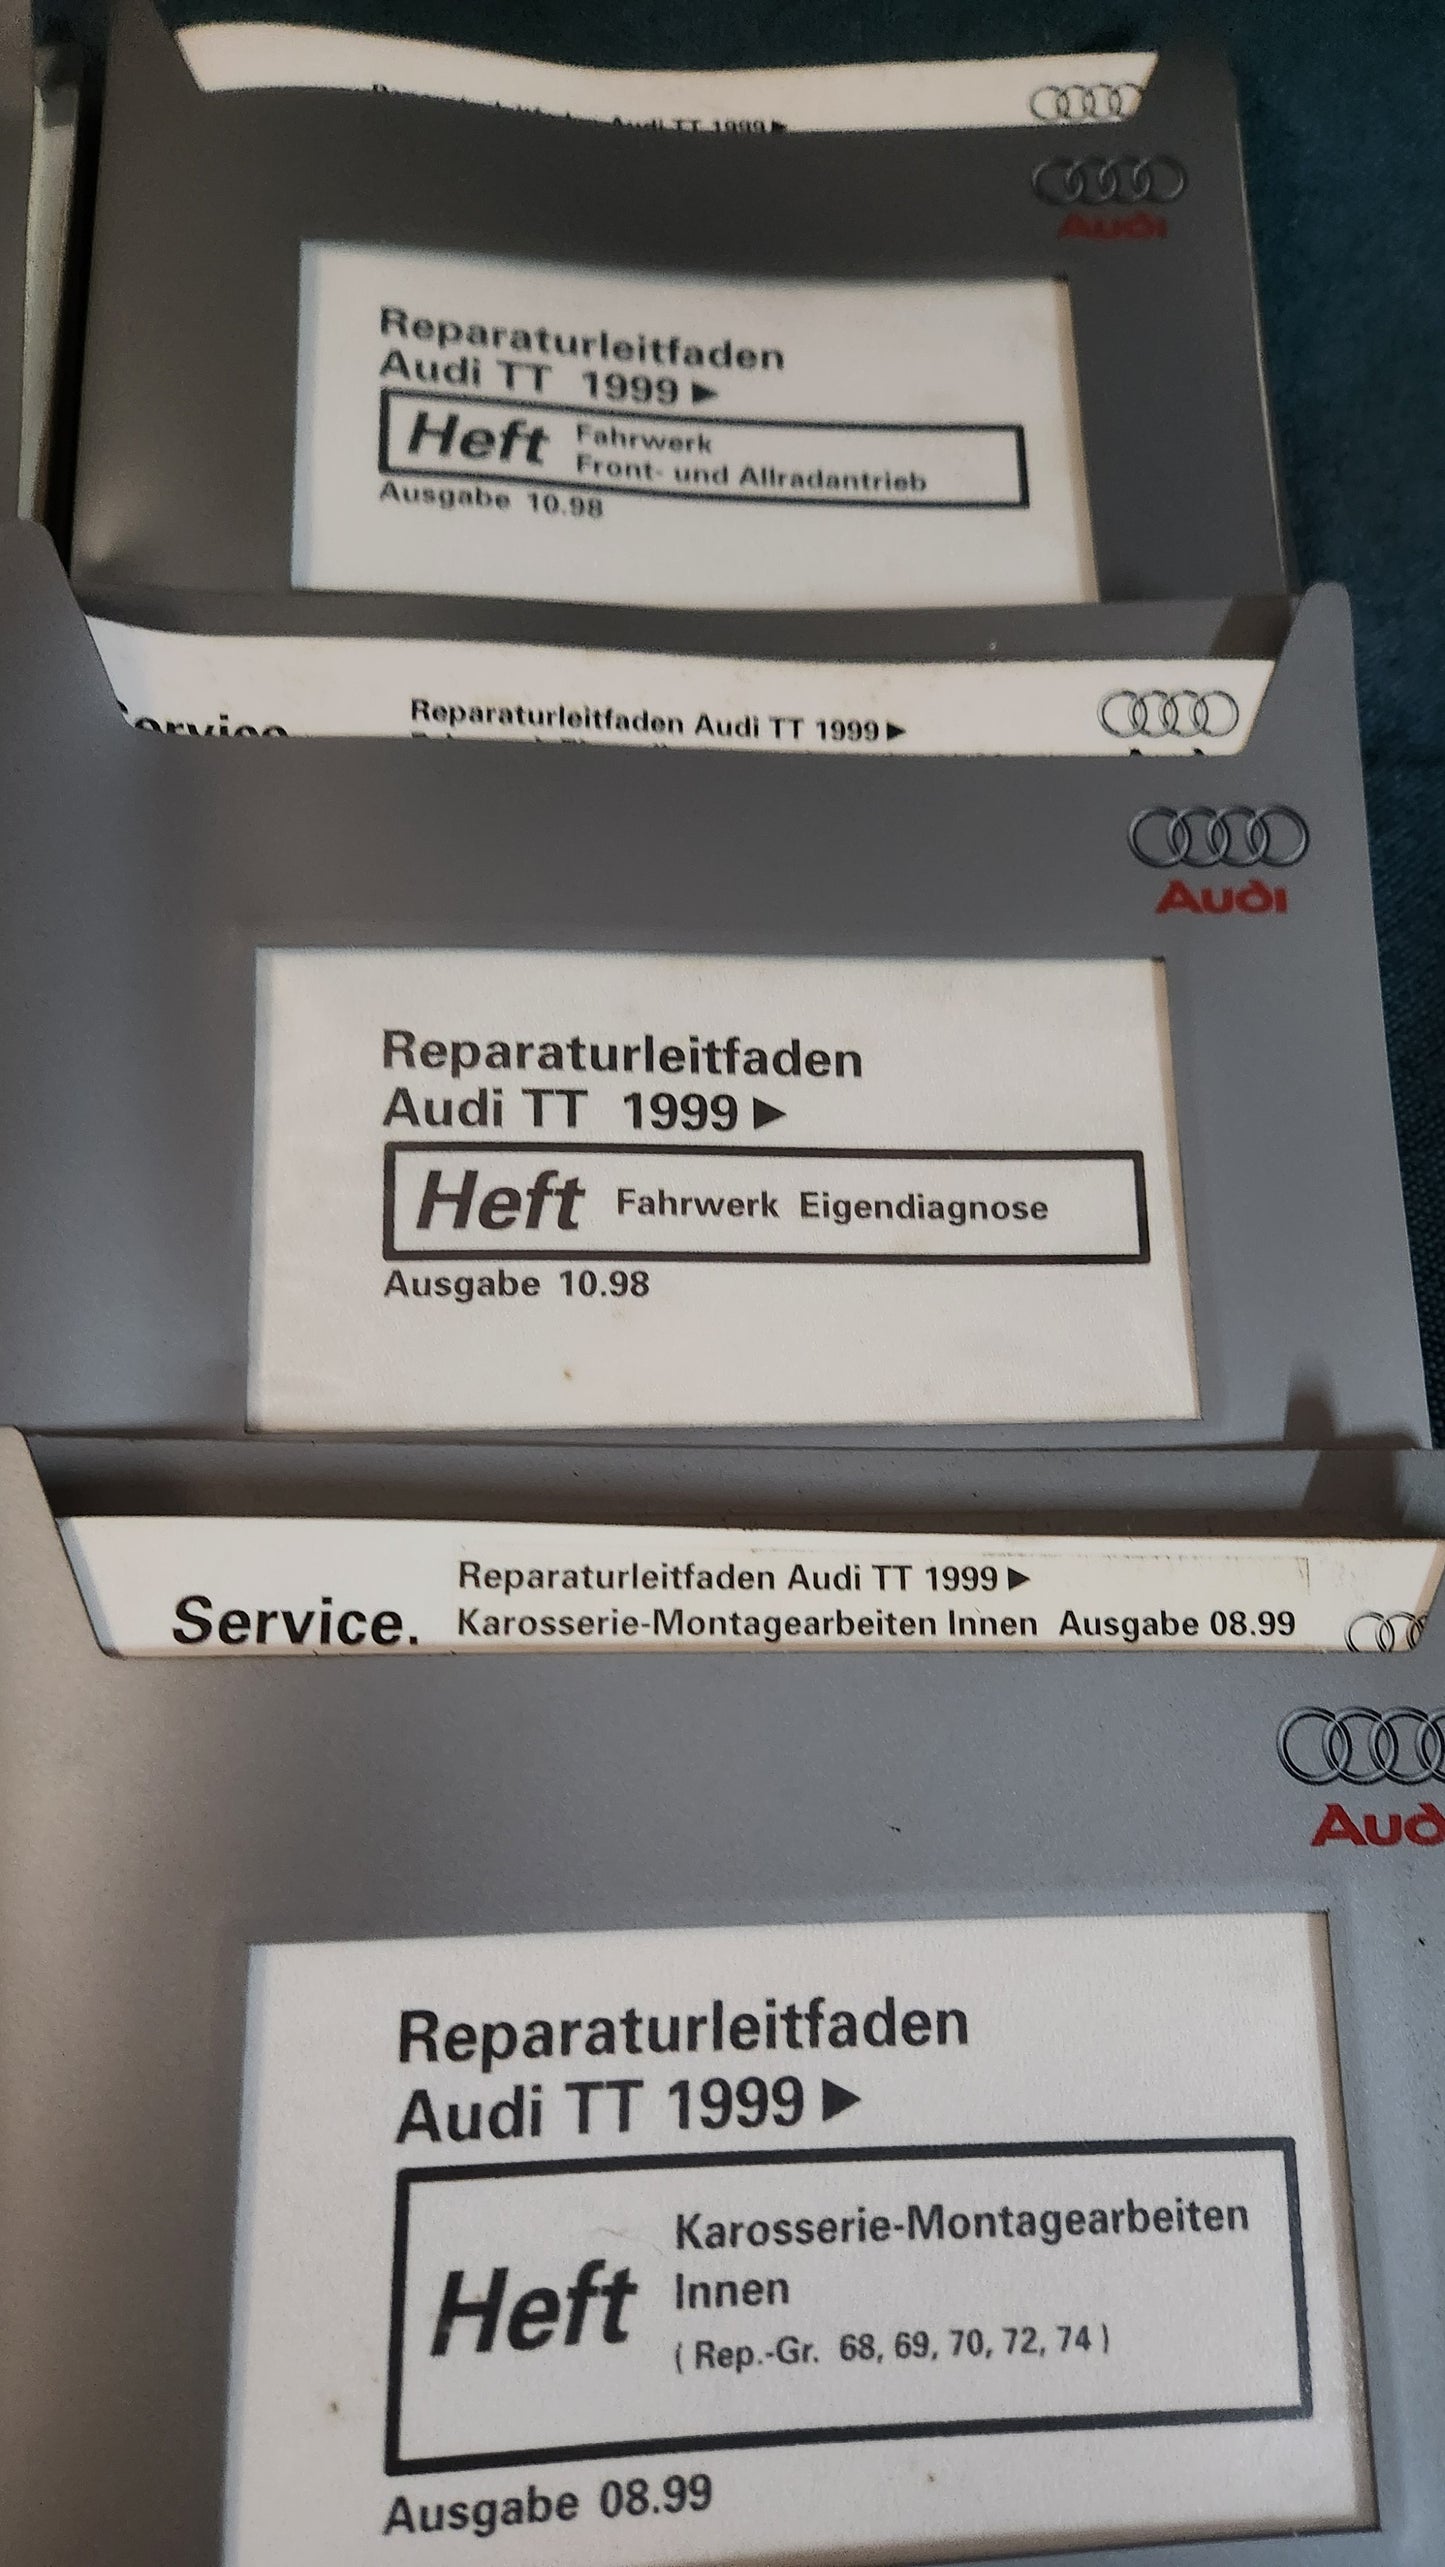 Audi TT 1999►
Audi
Reparaturleitfaden
Audi TT 1999►
Heft Fahrwerk
Front- und Allradantrieb
Ausgabe 10.98
Service
Reparaturleitfaden Audi TT 1999►
Audi
Reparaturleitfaden
Audi TT 1999►
Heft Fahrwerk Eigendiagnose
Ausgabe 10.98
Reparaturleitfaden Audi TT 1999►
Service. Karosserie-Montagearbeiten Innen Ausgabe 08.99
Aud
Reparaturleitfaden
Audi TT 1999►
Heft Karosserie-Montagearbeiten
Innen
( Rep.-Gr. 68, 69, 70, 72, 74 )
Ausgabe 08.99